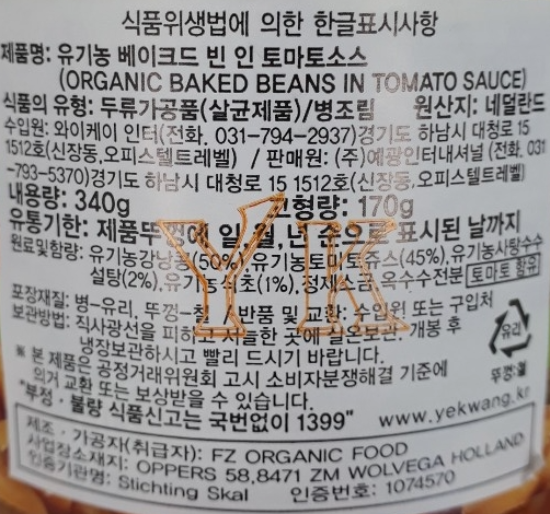 식품위생법에 의한 한글표시사항
제품명: 유기농 베이크드 빈 인 토마토소스
(ORGANIC BAKED BEANS IN TOMATO SAUCE)
식품의 유형: 두류가공품(살균제품)/병조림 원산지: 네덜란드
수입원: 와이케이 인터(전화. 031-794-2937)경기도 하남시 대청로 15
1512호(신장동,오피스텔트레벨) / 판매원: (주)예광인터내셔널 (전화. 031
-793-5370)경기도 하남시 대청로 15 1512호(신장동,오피스텔트레벨)
내용량: 340g 고형량: 170g
유통기한: 제품뚜껑에 일,월,년 순으로 표시된 날까지
원료및함량: 유기농강낭콩(50%),유기농토마토쥬스(45%),유기농사탕수수
설탕(2%),유기농식초(1%),정제소금,옥수수전분 토마토 함유
포장재질: 병-유리, 뚜껑-철 반품 및 교환: 수입원 또는 구입처
보관방법: 직사광선을 피하고 서늘한 곳에 실온보관. 개봉 후
냉장보관하시고 빨리 드시기 바랍니다.
※ 본 제품은 공정거래위원회 고시 소비자분쟁해결 기준에
의거 교환 또는 보상받을 수 있습니다.
"부정·불량 식품신고는 국번없이 1399" www.yekwang.kr
유리
뚜껑:철
YK
제조·가공자(취급자): FZ ORGANIC FOOD
사업장소재지: OPPERS 58,8471 ZM WOLVEGA HOLLAND
인증기관명: Stichting Skal 인증번호: 1074570